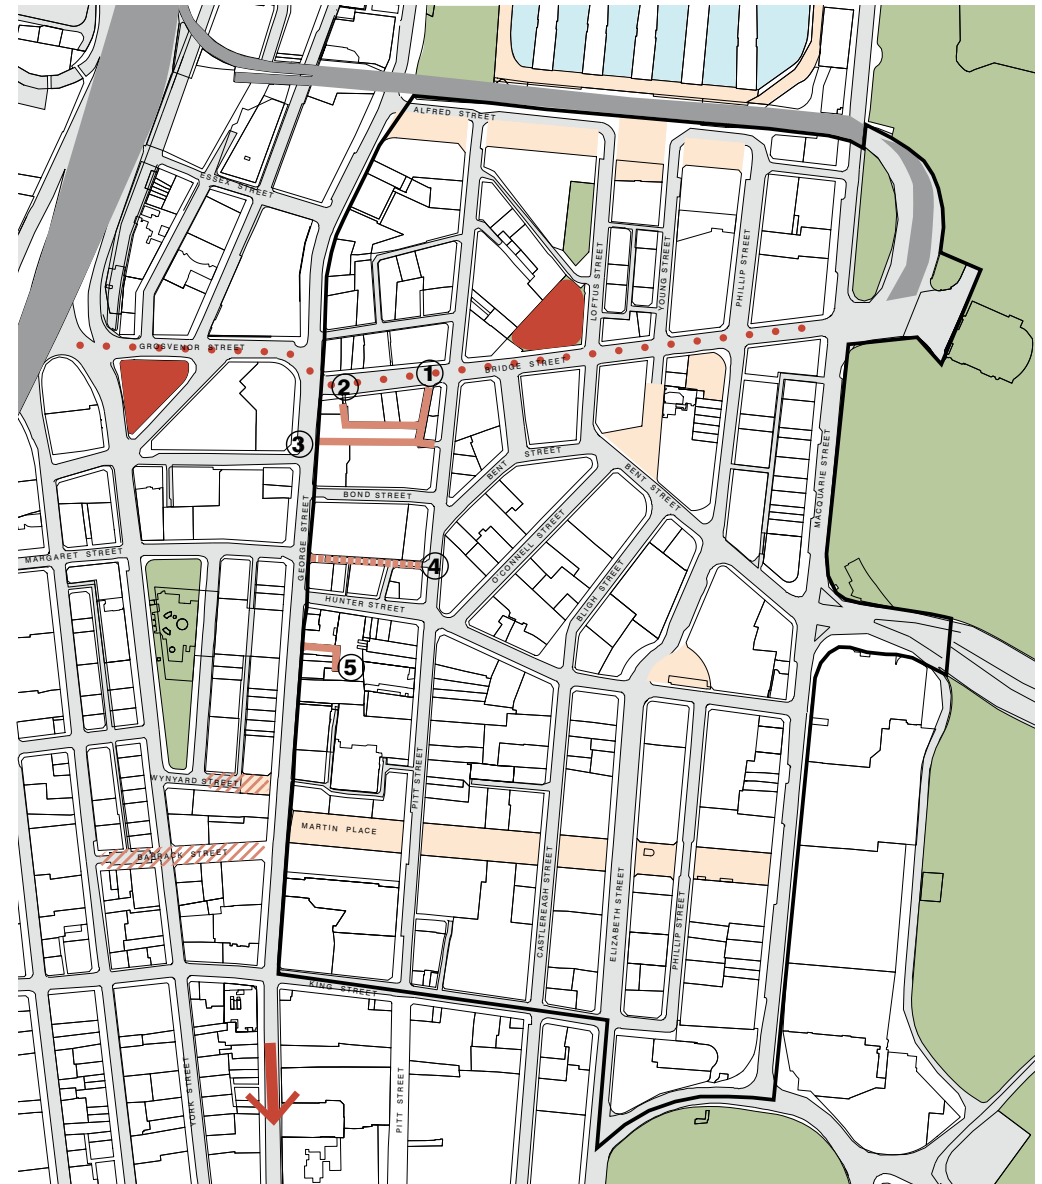 ALFRED STREET
ESSEX STREET
LOFTUS STREET
YOUNG STREET
PHILLIP STREET
GROSVENOR STREET
BRIDGE STREET
1
2
3
BENT STREET
BENT STREET
MACQUARIE STREET
BOND STREET
GEORGE STREET
O'CONNELL STREET
MARGARET STREET
4
BLIGH STREET
HUNTER STREET
5
PITT STREET
WYNYARD STREET
MARTIN PLACE
BARRACK STREET
CASTLEREAGH STREET
ELIZABETH STREET
PHILLIP STREET
KING STREET
YORK STREET
PITT STREET